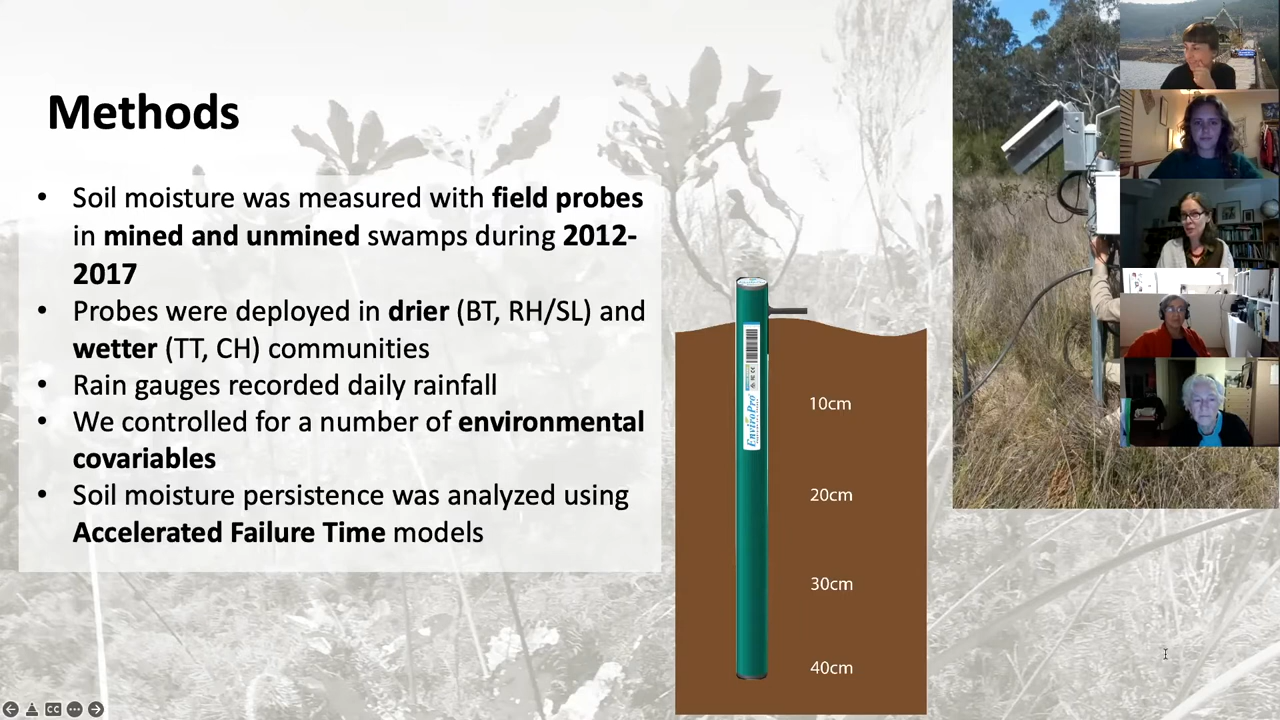 Methods
• Soil moisture was measured with field probes
in mined and unmined swamps during 2012-
2017
• Probes were deployed in drier (BT, RH/SL) and
wetter (TT, CH) communities
• Rain gauges recorded daily rainfall
• We controlled for a number of environmental
covariables
• Soil moisture persistence was analyzed using
Accelerated Failure Time models
EnviroPro
10cm
20cm
30cm
40cm
CC